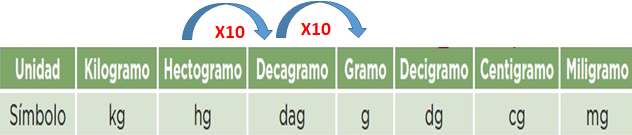 X10 X10
Unidad Kilogramo Hectogramo Decagramo Gramo Decigramo Centigramo Miligramo
Símbolo kg hg dag g dg cg mg